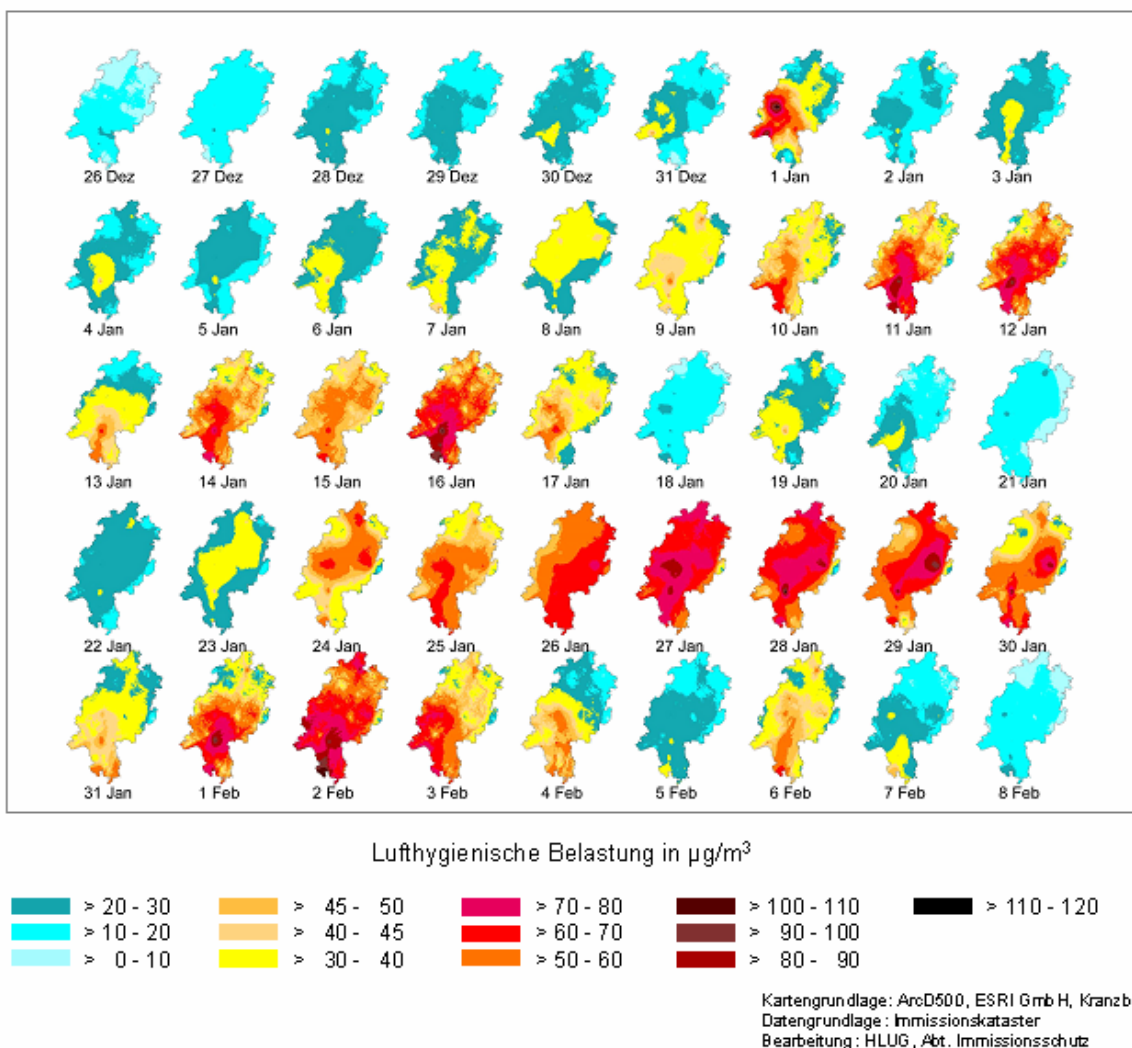 26 Dez 27 Dez 28 Dez 29 Dez 30 Dez 31 Dez 1 Jan 2 Jan 3 Jan
4 Jan 5 Jan 6 Jan 7 Jan 8 Jan 9 Jan 10 Jan 11 Jan 12 Jan
13 Jan 14 Jan 15 Jan 16 Jan 17 Jan 18 Jan 19 Jan 20 Jan 21 Jan
22 Jan 23 Jan 24 Jan 25 Jan 26 Jan 27 Jan 28 Jan 29 Jan 30 Jan
31 Jan 1 Feb 2 Feb 3 Feb 4 Feb 5 Feb 6 Feb 7 Feb 8 Feb
Lufthygienische Belastung in µg/m³
> 20 - 30 > 45 - 50 > 70 - 80 > 100 - 110 > 110 - 120
> 10 - 20 > 40 - 45 > 60 - 70 > 90 - 100
> 0 - 10 > 30 - 40 > 50 - 60 > 80 - 90
Kartengrundlage: ArcD500, ESRI GmbH, Kranzb
Datengrundlage: Immissionskataster
Bearbeitung: HLUG, Abt. Immissionsschutz